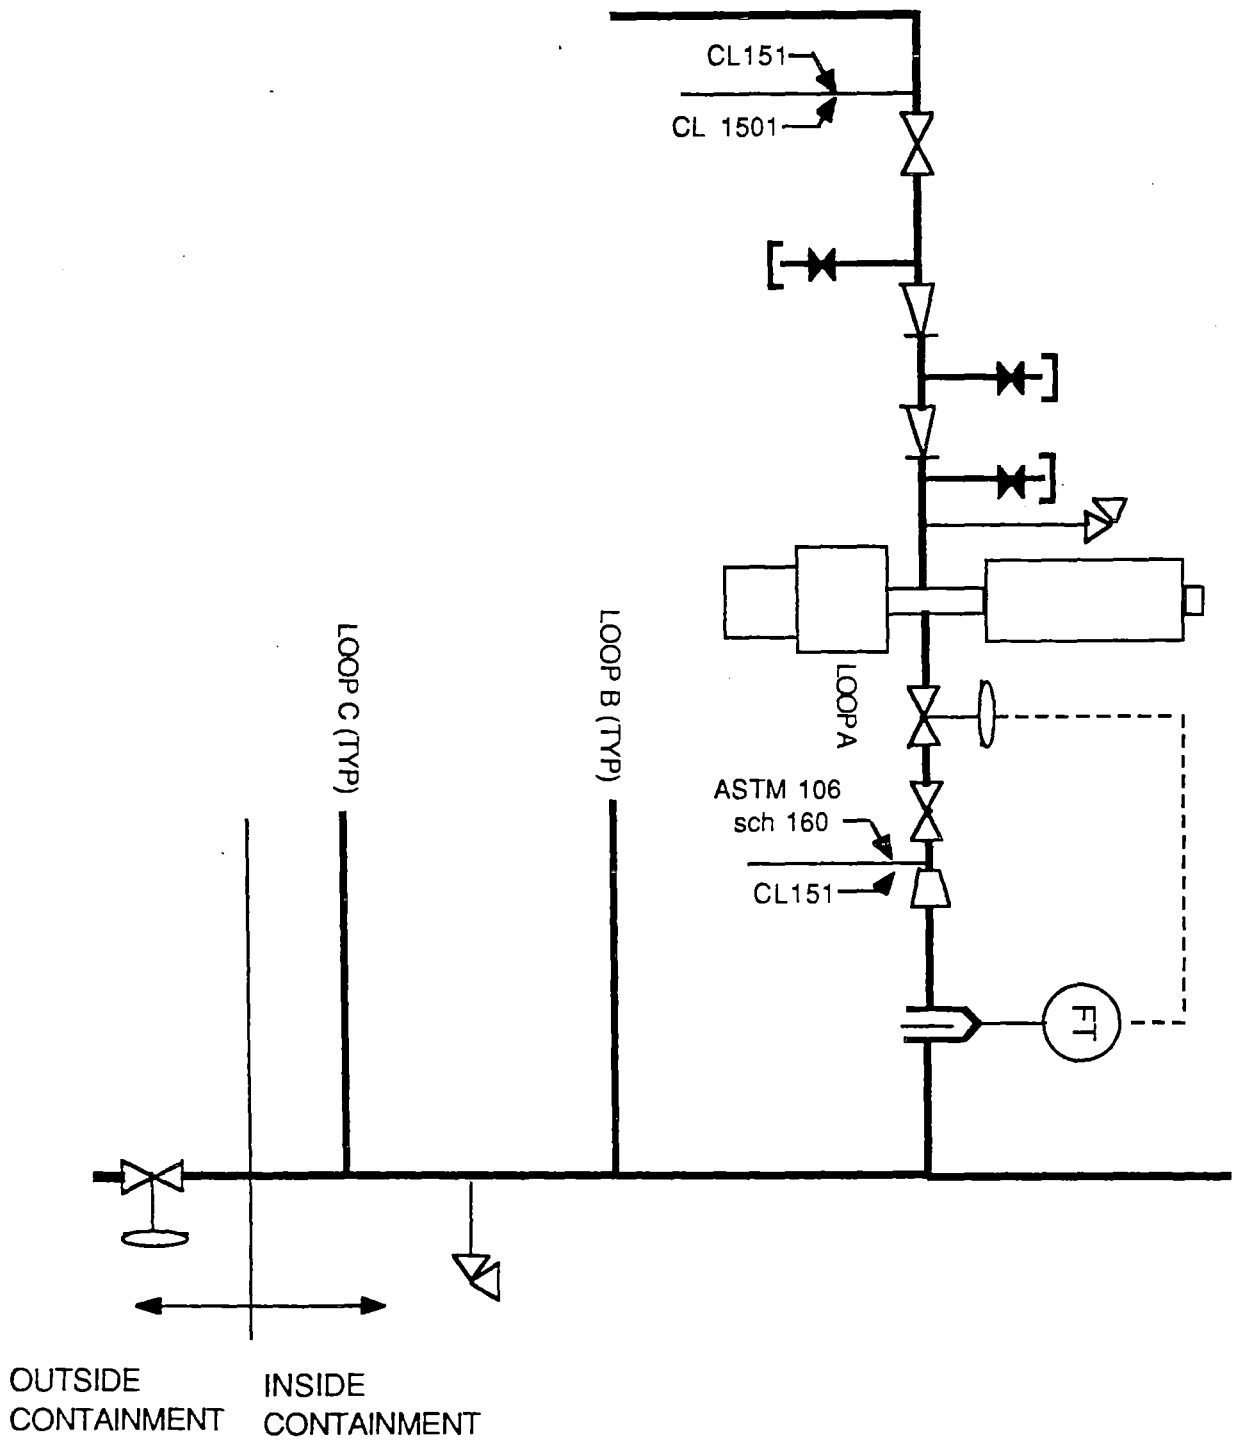 CL151
CL 1501
LOOP A
LOOP B (TYP)
LOOP C (TYP)
ASTM 106
sch 160
CL151
FT
OUTSIDE
CONTAINMENT
INSIDE
CONTAINMENT